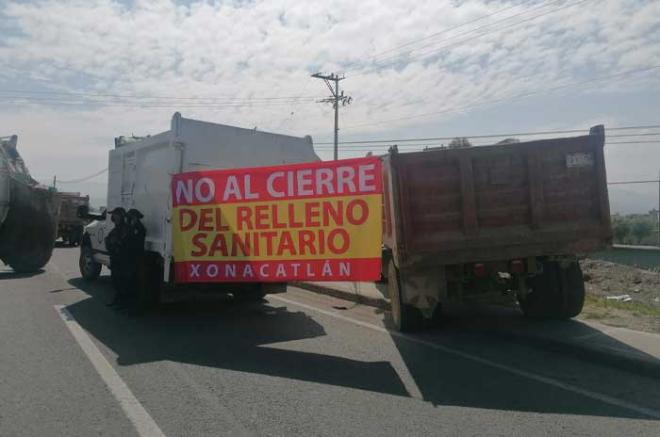 NO AL CIERRE
DEL RELLENO
SANITARIO
XONACATLÁN